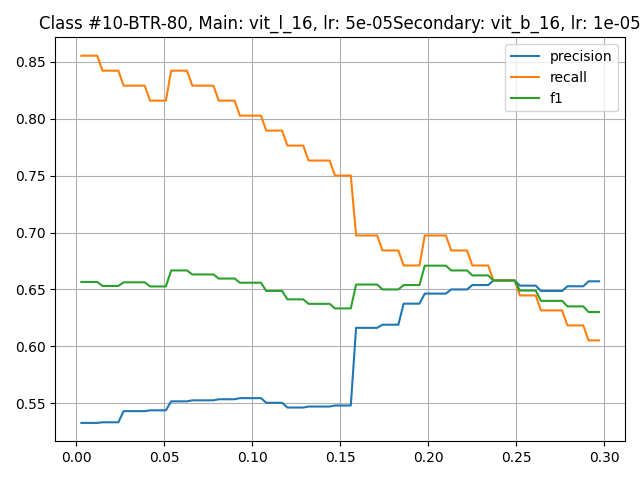 Class #10-BTR-80, Main: vit_l_16, lr: 5e-05Secondary: vit_b_16, lr: 1e-05
precision
recall
f1
0.85
0.80
0.75
0.70
0.65
0.60
0.55
0.00 0.05 0.10 0.15 0.20 0.25 0.30